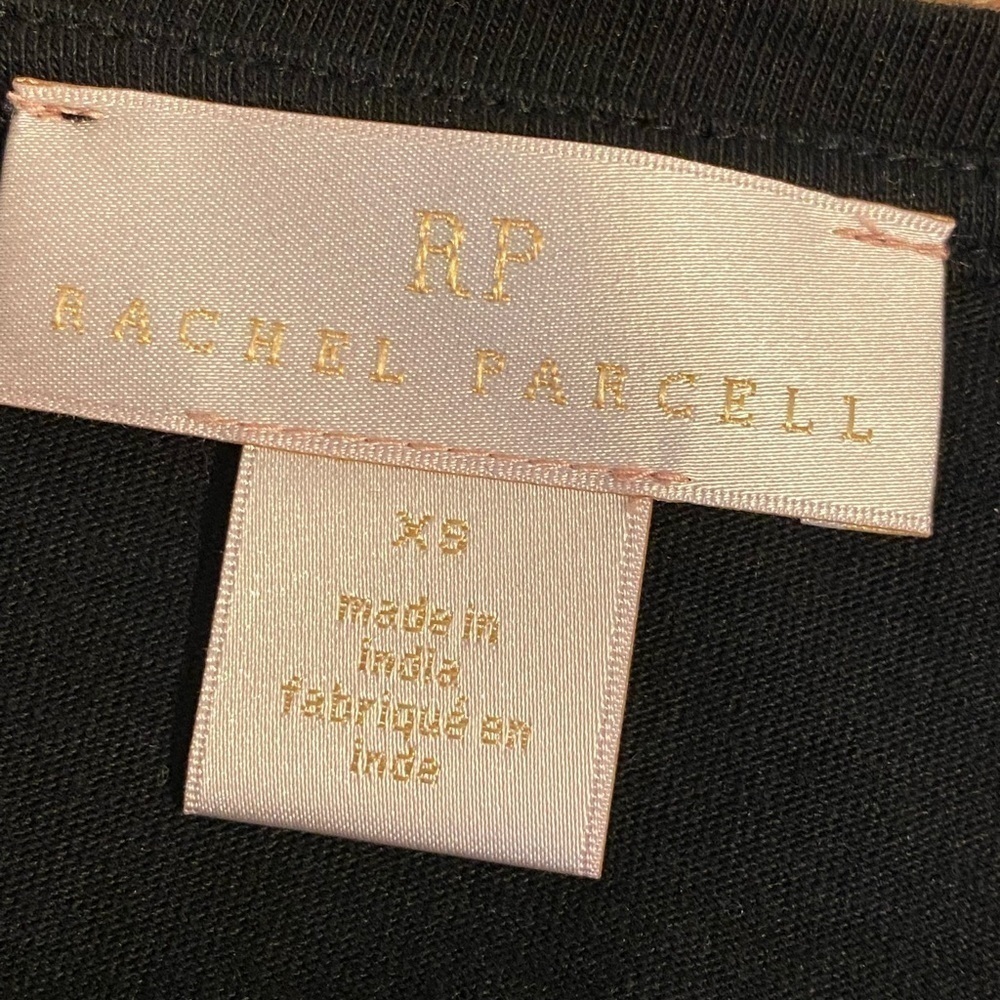 RP
RACHEL PARCELL
XS
made in
india
fabriqué en
inde